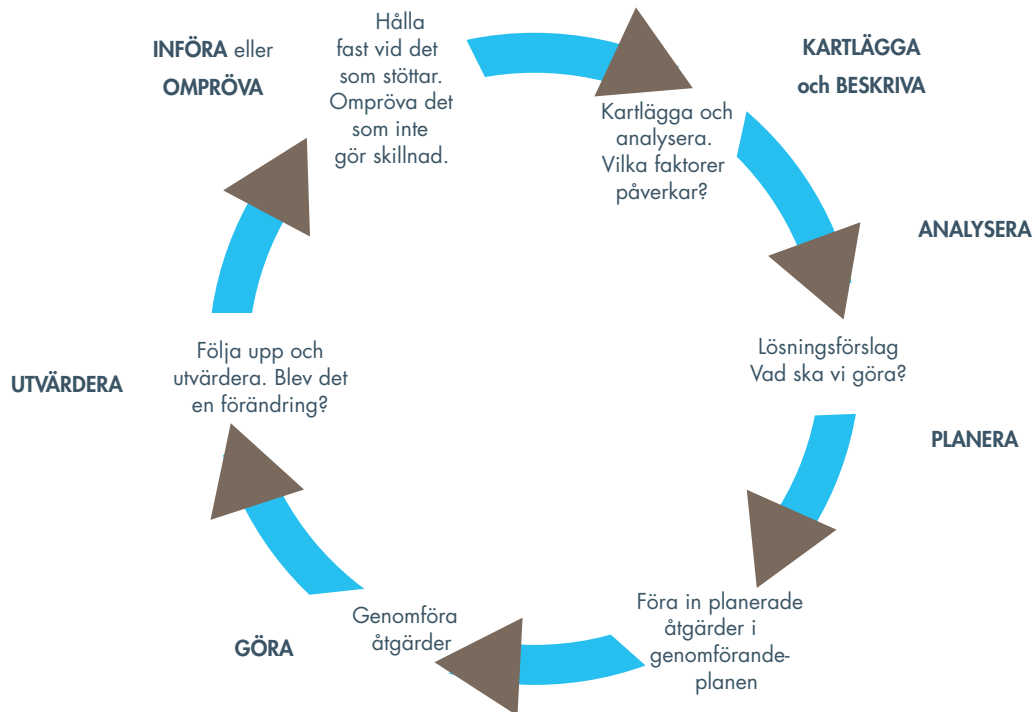 INFÖRA eller
OMPRÖVA
Hålla
fast vid det
som stöttar.
Ompröva det
som inte
gör skillnad.
KARTLÄGGA
och BESKRIVA
Kartlägga och
analysera.
Vilka faktorer
påverkar?
ANALYSERA
Lösningsförslag
Vad ska vi göra?
PLANERA
Föra in planerade
åtgärder i
genomförande-
planen
Genomföra
åtgärder
GÖRA
Följa upp och
utvärdera. Blev det
en förändring?
UTVÄRDERA